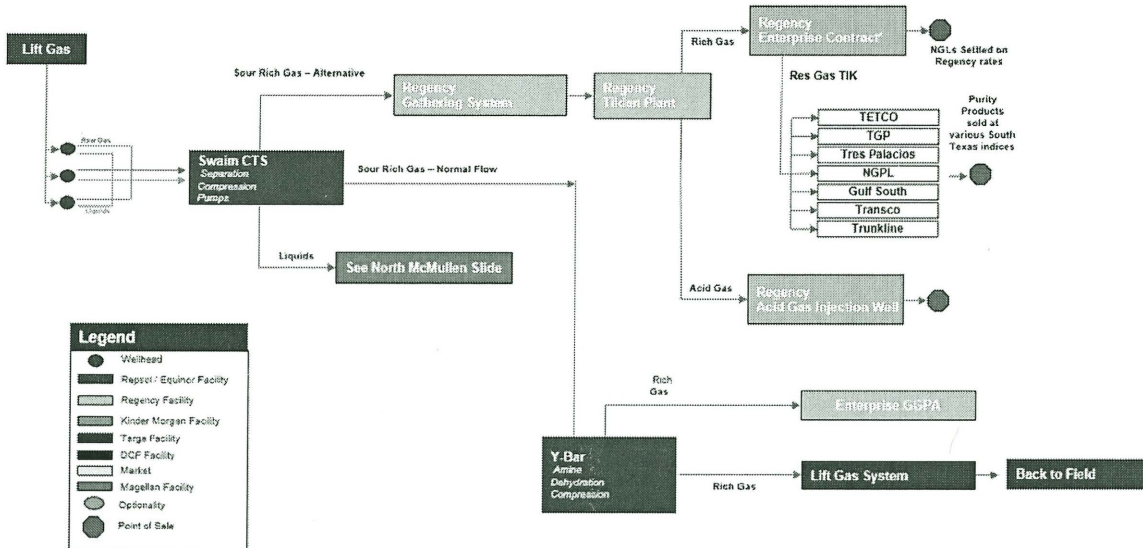 Lift Gas
Raw Gas
Liquids
Swaim CTS
Separation
Compression
Pumps
Sour Rich Gas – Alternative
Regency
Gathering System
Regency
Tilden Plant
Rich Gas
Regency
Enterprise Contract'
NGLs Settled on
Regency rates
Res Gas TIK
TETCO
TGP
Tres Palacios
NGPL
Gulf South
Transco
Trunkline
Purity
Products
sold at
various South
Texas indices
Sour Rich Gas – Normal Flow
Liquids
See North McMullen Slide
Acid Gas
Regency
Acid Gas Injection Well
Rich
Gas
Enterprise GGPA
Y-Bar
Amine
Dehydration
Compression
Rich Gas
Lift Gas System
Back to Field
Legend
Wellhead
Repsol / Equinor Facility
Regency Facility
Kinder Morgan Facility
Targa Facility
DCF Facility
Market
Magellan Facility
Optionality
Point of Sale